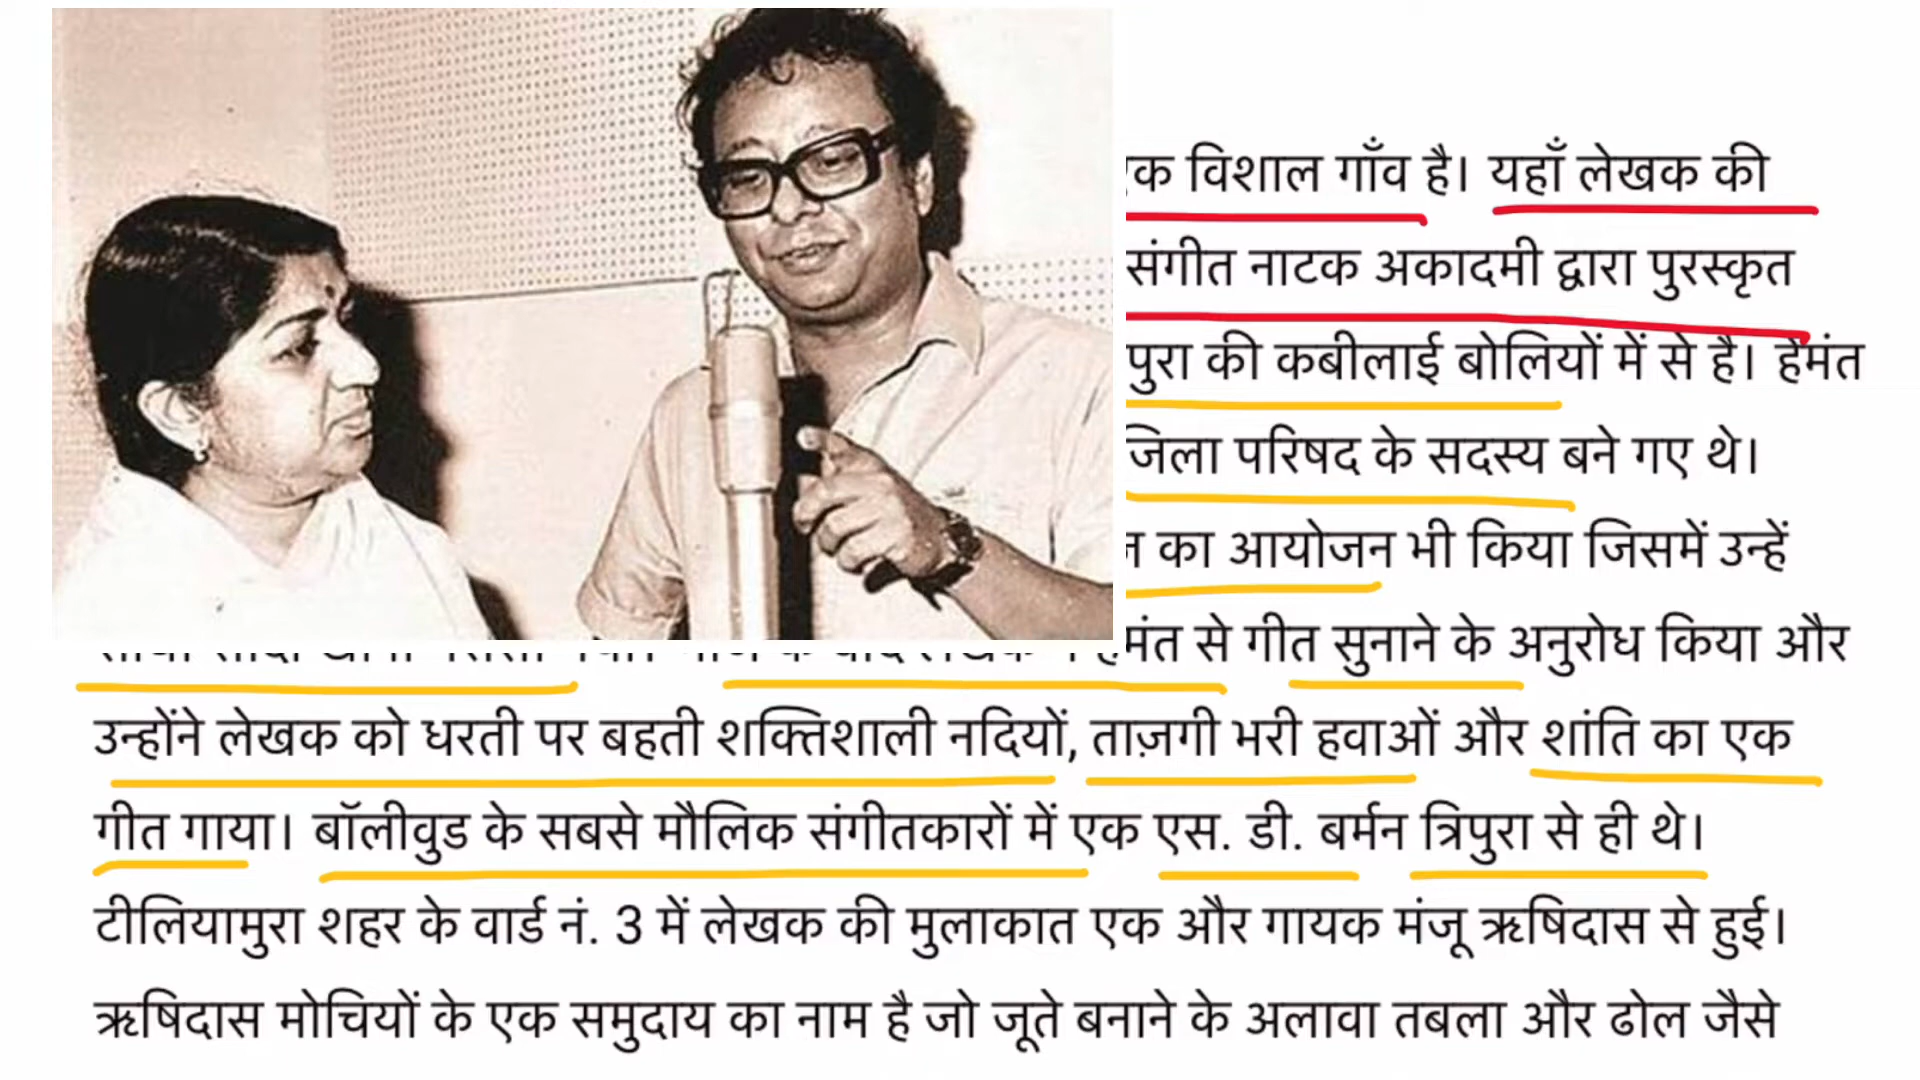 एक विशाल गाँव है। यहाँ लेखक की
संगीत नाटक अकादमी द्वारा पुरस्कृत
पुरा की कबीलाई बोलियों में से है। हेमंत
जिला परिषद के सदस्य बने गए थे।
का आयोजन भी किया जिसमें उन्हें
मंत से गीत सुनाने के अनुरोध किया और
उन्होंने लेखक को धरती पर बहती शक्तिशाली नदियों, ताज़गी भरी हवाओं और शांति का एक
गीत गाया। बॉलीवुड के सबसे मौलिक संगीतकारों में एक एस. डी. बर्मन त्रिपुरा से ही थे।
टीलियामुरा शहर के वार्ड नं. 3 में लेखक की मुलाकात एक और गायक मंजू ऋषिदास से हुई।
ऋषिदास मोचियों के एक समुदाय का नाम है जो जूते बनाने के अलावा तबला और ढोल जैसे